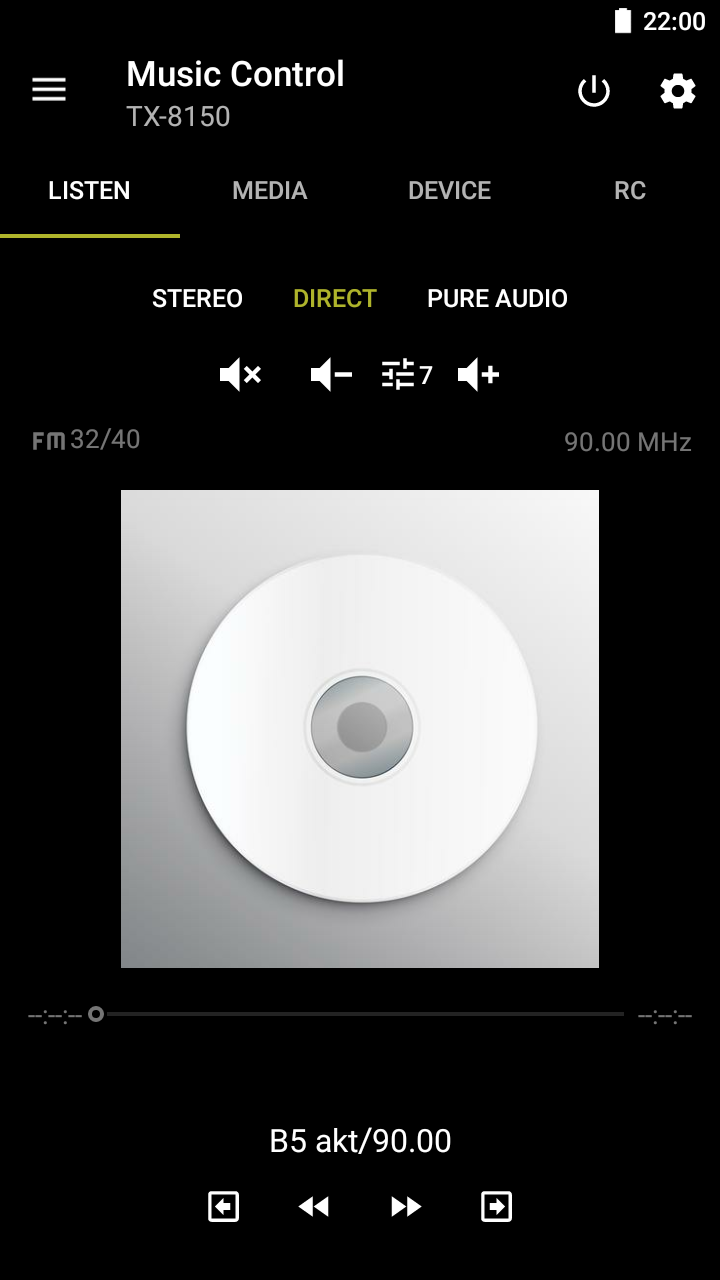 22:00
Music Control
TX-8150
LISTEN MEDIA DEVICE RC
STEREO DIRECT PURE AUDIO
7
FM 32/40 90.00 MHz
--:--:-- --:--:--
B5 akt/90.00